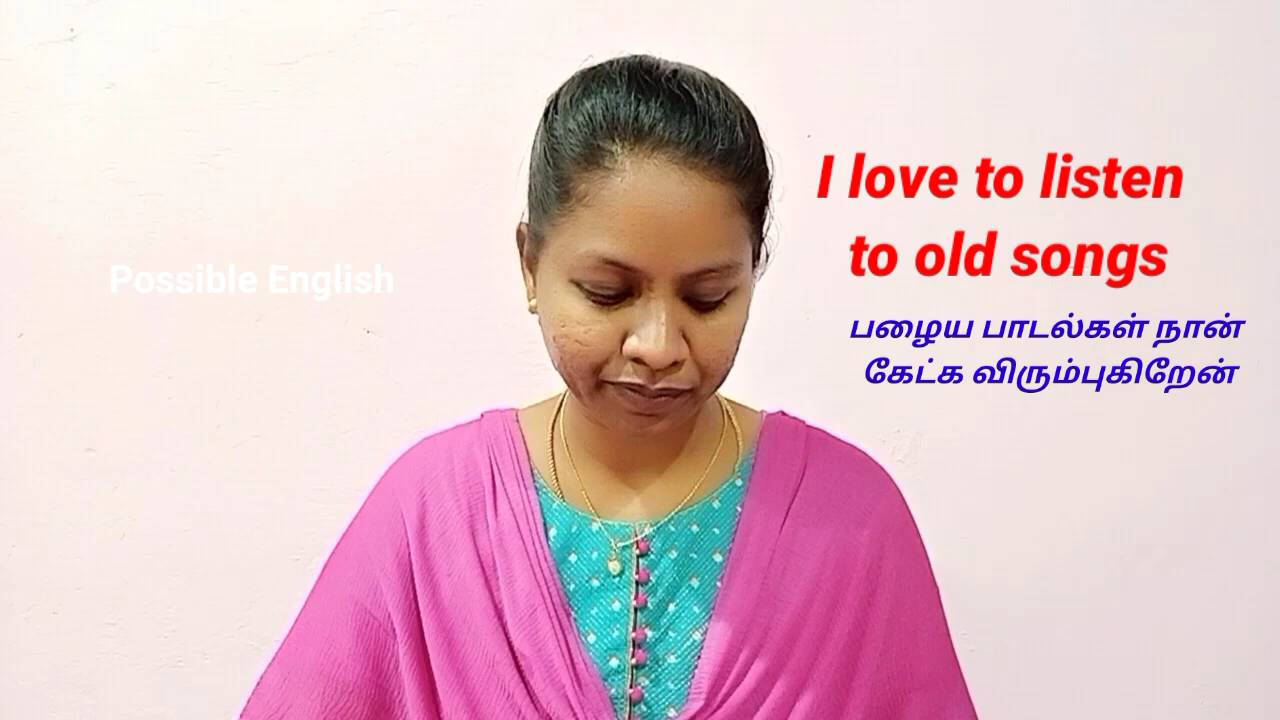 Possible English
I love to listen
to old songs
பழைய பாடல்கள் நான்
கேட்க விரும்புகிறேன்